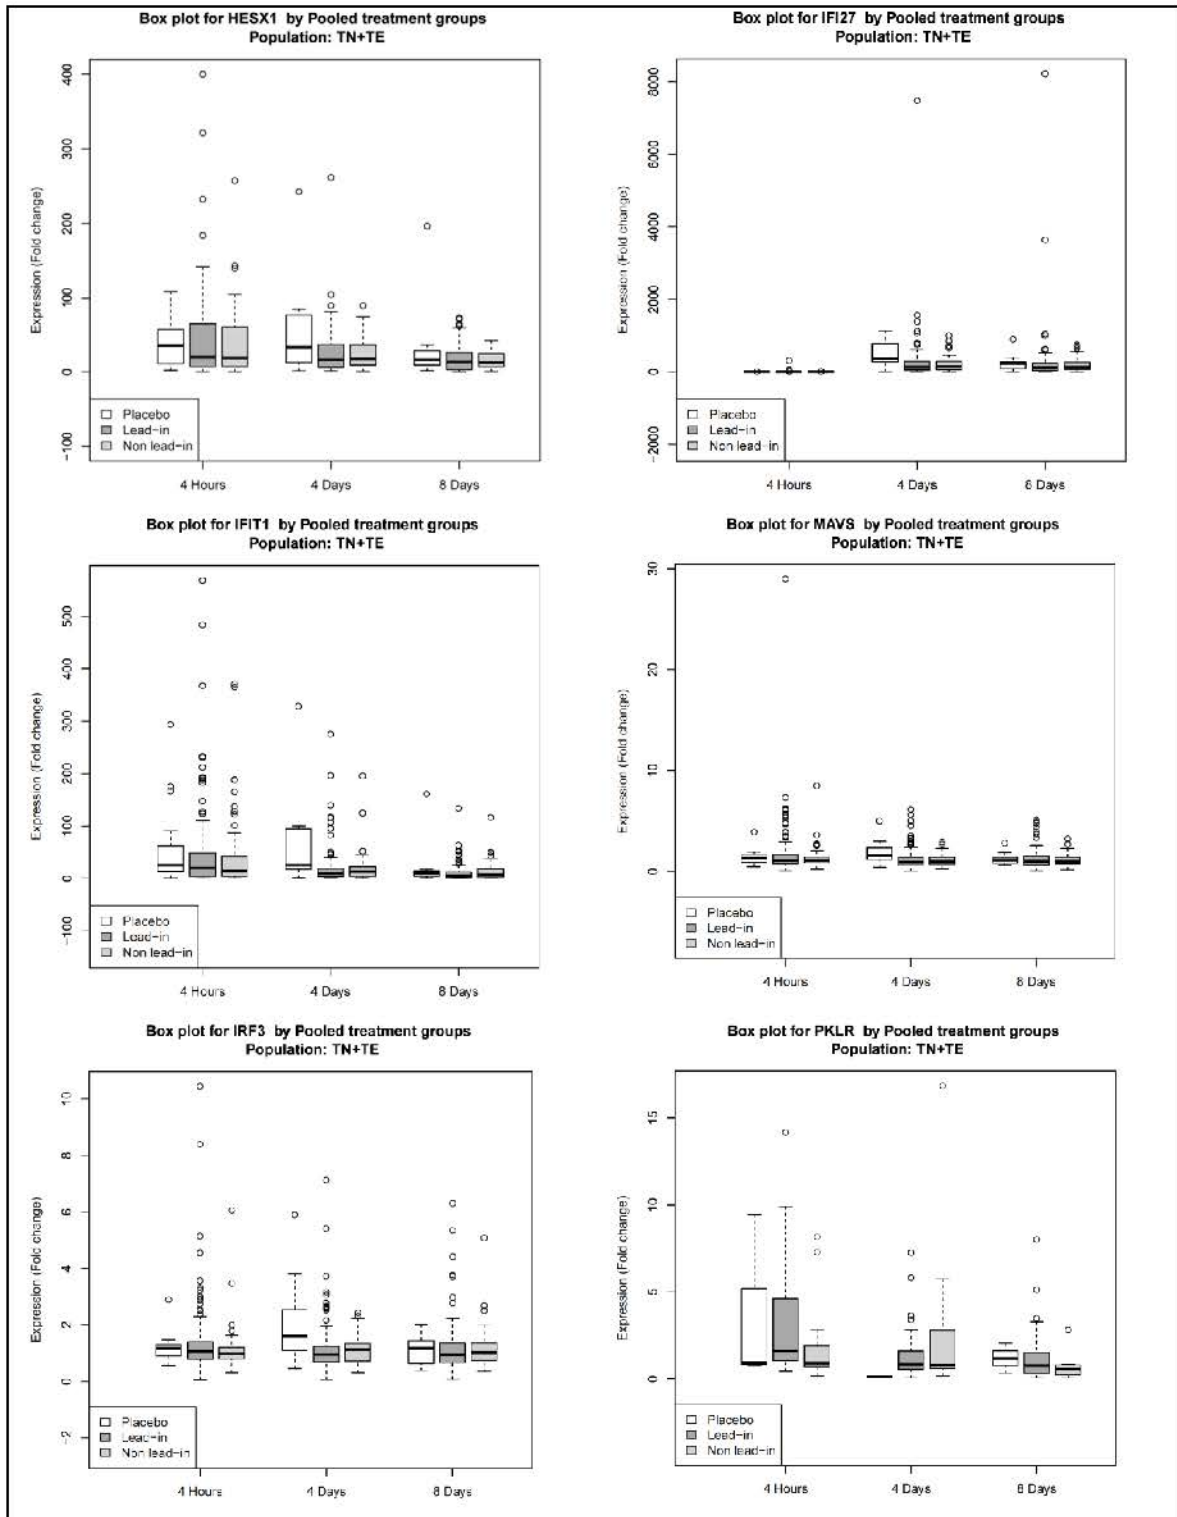 Box plot for HESX1 by Pooled treatment groups
Population: TN+TE
Expression (Fold change)
400
300
200
100
0
−100
Placebo
Lead−in
Non lead−in
4 Hours
4 Days
8 Days
Box plot for IFI27 by Pooled treatment groups
Population: TN+TE
Expression (Fold change)
8000
6000
4000
2000
0
−2000
Placebo
Lead−in
Non lead−in
4 Hours
4 Days
8 Days
Box plot for IFIT1 by Pooled treatment groups
Population: TN+TE
Expression (Fold change)
500
400
300
200
100
0
−100
Placebo
Lead−in
Non lead−in
4 Hours
4 Days
8 Days
Box plot for MAVS by Pooled treatment groups
Population: TN+TE
Expression (Fold change)
30
20
10
0
Placebo
Lead−in
Non lead−in
4 Hours
4 Days
8 Days
Box plot for IRF3 by Pooled treatment groups
Population: TN+TE
Expression (Fold change)
10
8
6
4
2
0
−2
Placebo
Lead−in
Non lead−in
4 Hours
4 Days
8 Days
Box plot for PKLR by Pooled treatment groups
Population: TN+TE
Expression (Fold change)
15
10
5
0
Placebo
Lead−in
Non lead−in
4 Hours
4 Days
8 Days